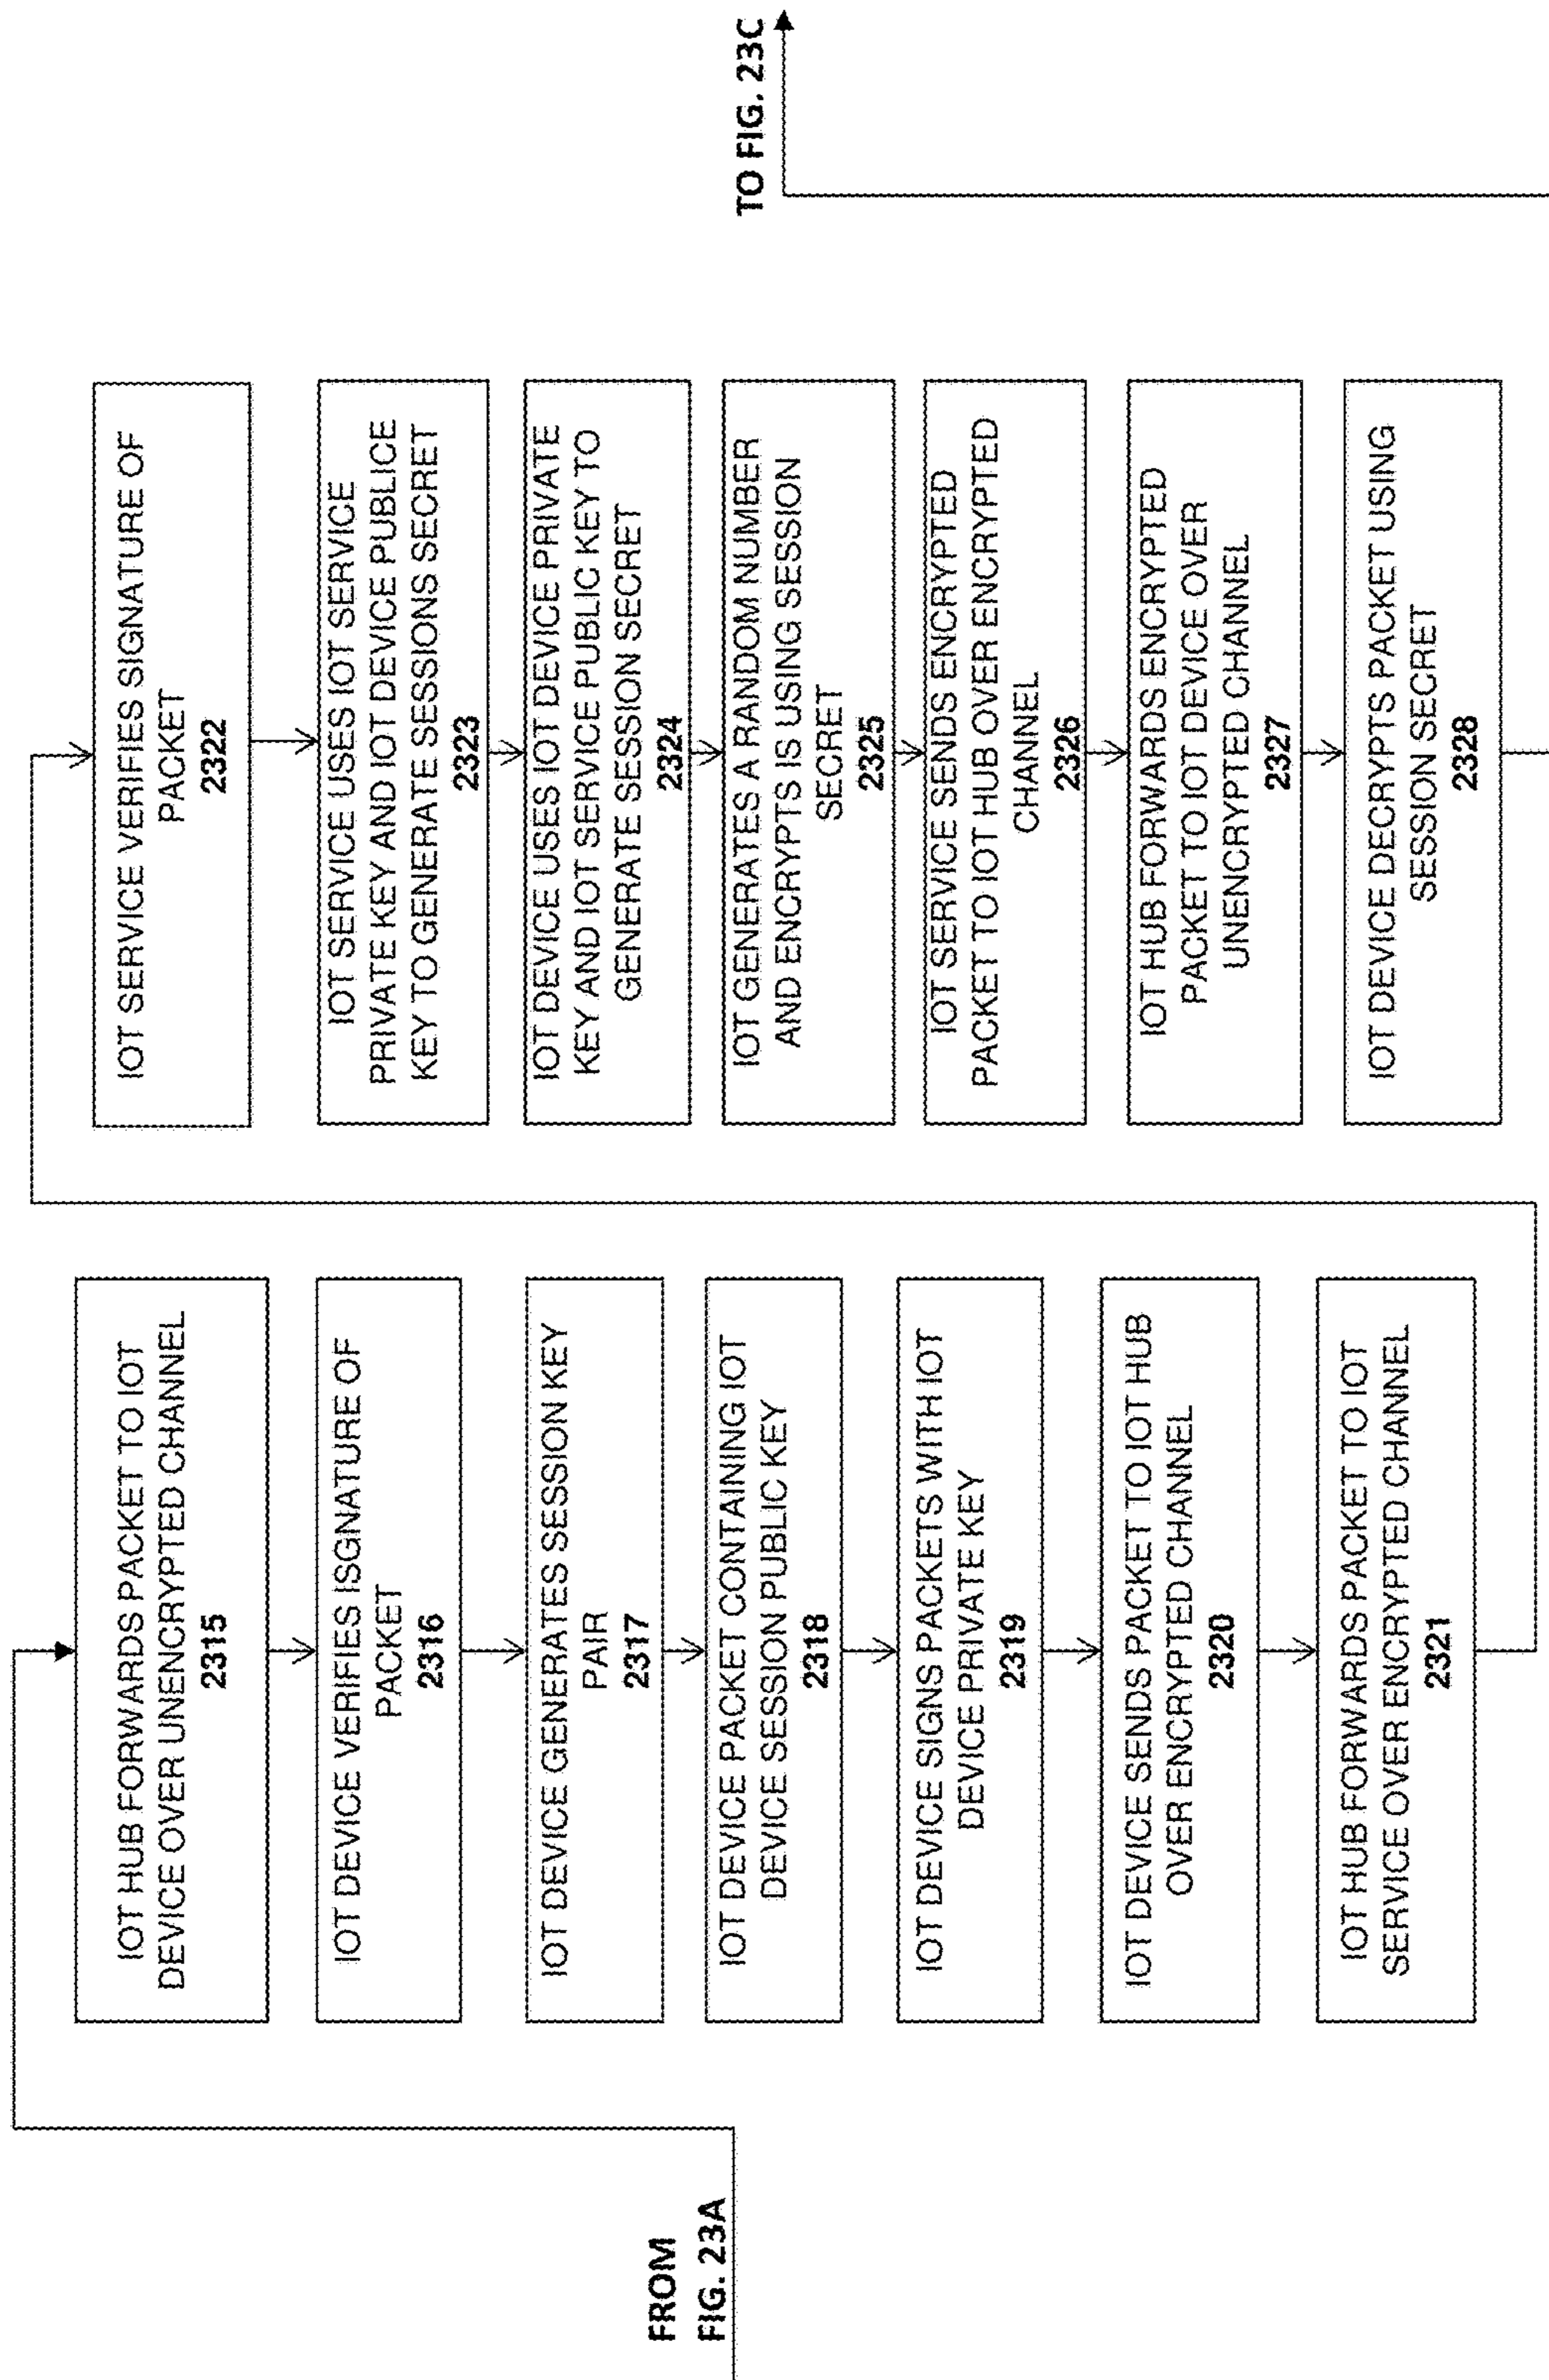 FROM
FIG. 23A
IOT HUB FORWARDS PACKET TO IOT
DEVICE OVER UNENCRYPTED CHANNEL
2315
IOT DEVICE VERIFIES ISGNATURE OF
PACKET
2316
IOT DEVICE GENERATES SESSION KEY
PAIR
2317
IOT DEVICE PACKET CONTAINING IOT
DEVICE SESSION PUBLIC KEY
2318
IOT DEVICE SIGNS PACKETS WITH IOT
DEVICE PRIVATE KEY
2319
IOT DEVICE SENDS PACKET TO IOT HUB
OVER ENCRYPTED CHANNEL
2320
IOT HUB FORWARDS PACKET TO IOT
SERVICE OVER ENCRYPTED CHANNEL
2321
IOT SERVICE VERIFIES SIGNATURE OF
PACKET
2322
IOT SERVICE USES IOT SERVICE
PRIVATE KEY AND IOT DEVICE PUBLICE
KEY TO GENERATE SESSIONS SECRET
2323
IOT DEVICE USES IOT DEVICE PRIVATE
KEY AND IOT SERVICE PUBLIC KEY TO
GENERATE SESSION SECRET
2324
IOT GENERATES A RANDOM NUMBER
AND ENCRYPTS IS USING SESSION
SECRET
2325
IOT SERVICE SENDS ENCRYPTED
PACKET TO IOT HUB OVER ENCRYPTED
CHANNEL
2326
IOT HUB FORWARDS ENCRYPTED
PACKET TO IOT DEVICE OVER
UNENCRYPTED CHANNEL
2327
IOT DEVICE DECRYPTS PACKET USING
SESSION SECRET
2328
TO FIG. 23C